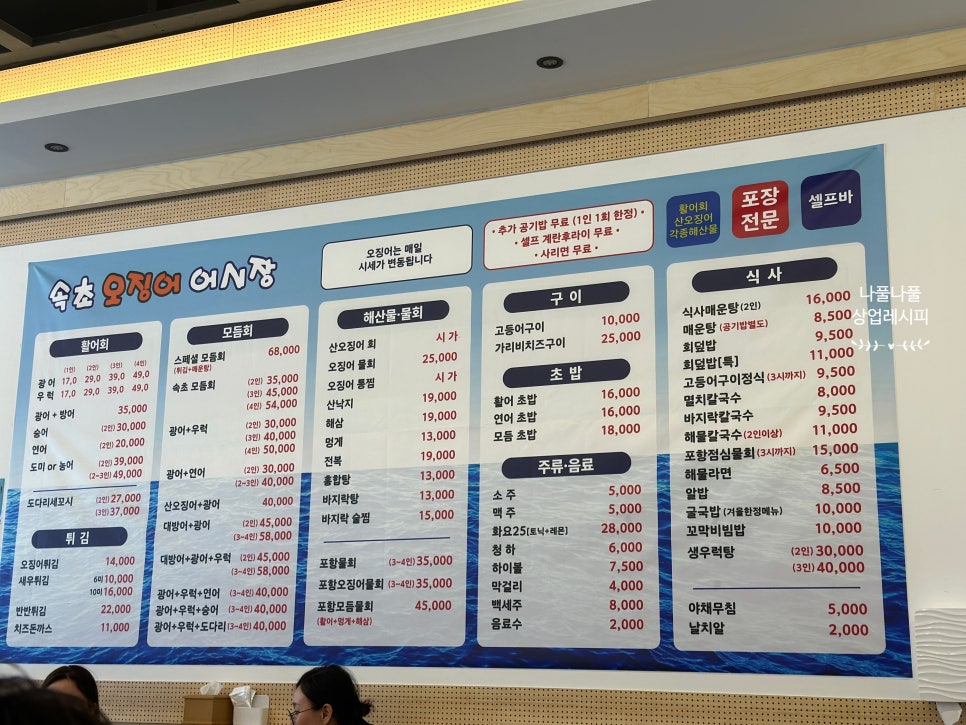 속초 오징어 어시장
오징어는 매일
시세가 변동됩니다
• 추가 공기밥 무료 (1인 1회 한정) •
• 셀프 계란후라이 무료 •
• 사리면 무료 •
활어회
산오징어
각종해산물
포장
전문
셀프바
활어회
(1인) (2인) (3인) (4인)
광 어 17,0 29,0 39,0 49,0
우 럭 17,0 29,0 39,0 49,0
광어 + 방어 35,000
숭어 (2인) 30,000
연어 (2인) 20,000
도미 or 농어 (2인) 39,000
(2~3인) 49,000
도다리세꼬시 (2인) 27,000
(3인) 37,000
튀 김
오징어튀김 14,000
새우튀김 6미 10,000
10미 16,000
반반튀김 22,000
치즈돈까스 11,000
모듬회
스페셜 모듬회 68,000
(튀김+매운탕)
속초 모듬회 (2인) 35,000
(3인) 45,000
(4인) 54,000
광어+우럭 (2인) 30,000
(3인) 40,000
(4인) 50,000
광어+연어 (2인) 30,000
(2~3인) 40,000
산오징어+광어 40,000
대방어+광어 (2인) 45,000
(3~4인) 58,000
대방어+광어+우럭 (2인) 45,000
(3~4인) 58,000
광어+우럭+연어 (3~4인) 40,000
광어+우럭+숭어 (3~4인) 40,000
광어+우럭+도다리 (3~4인) 40,000
해산물·물회
산오징어 회 시 가
오징어 물회 25,000
오징어 통찜 시 가
산낙지 19,000
해삼 19,000
멍게 13,000
전복 19,000
홍합탕 13,000
바지락탕 13,000
바지락 술찜 15,000
포항물회 (3~4인) 35,000
포항오징어물회 (3~4인) 35,000
포항모듬물회 45,000
(활어+멍게+해삼)
구 이
고등어구이 10,000
가리비치즈구이 25,000
초 밥
활어 초밥 16,000
연어 초밥 16,000
모듬 초밥 18,000
주류·음료
소 주 5,000
맥 주 5,000
화요25 [토닉+레몬] 28,000
청 하 6,000
하이볼 7,500
막걸리 4,000
백세주 8,000
음료수 2,000
식 사
식사매운탕 (2인) 16,000
매운탕 (공기밥별도) 8,500
회덮밥 9,500
회덮밥[특] 11,000
고등어구이정식 (3시까지) 9,500
멸치칼국수 8,000
바지락칼국수 9,500
해물칼국수 (2인이상) 11,000
포항점심물회 (3시까지) 15,000
해물라면 6,500
알밥 8,500
굴국밥 (겨울한정메뉴) 10,000
꼬막비빔밥 10,000
생우럭탕 (2인) 30,000
(3인) 40,000
야채무침 5,000
날치알 2,000
나풀나풀
상업레시피